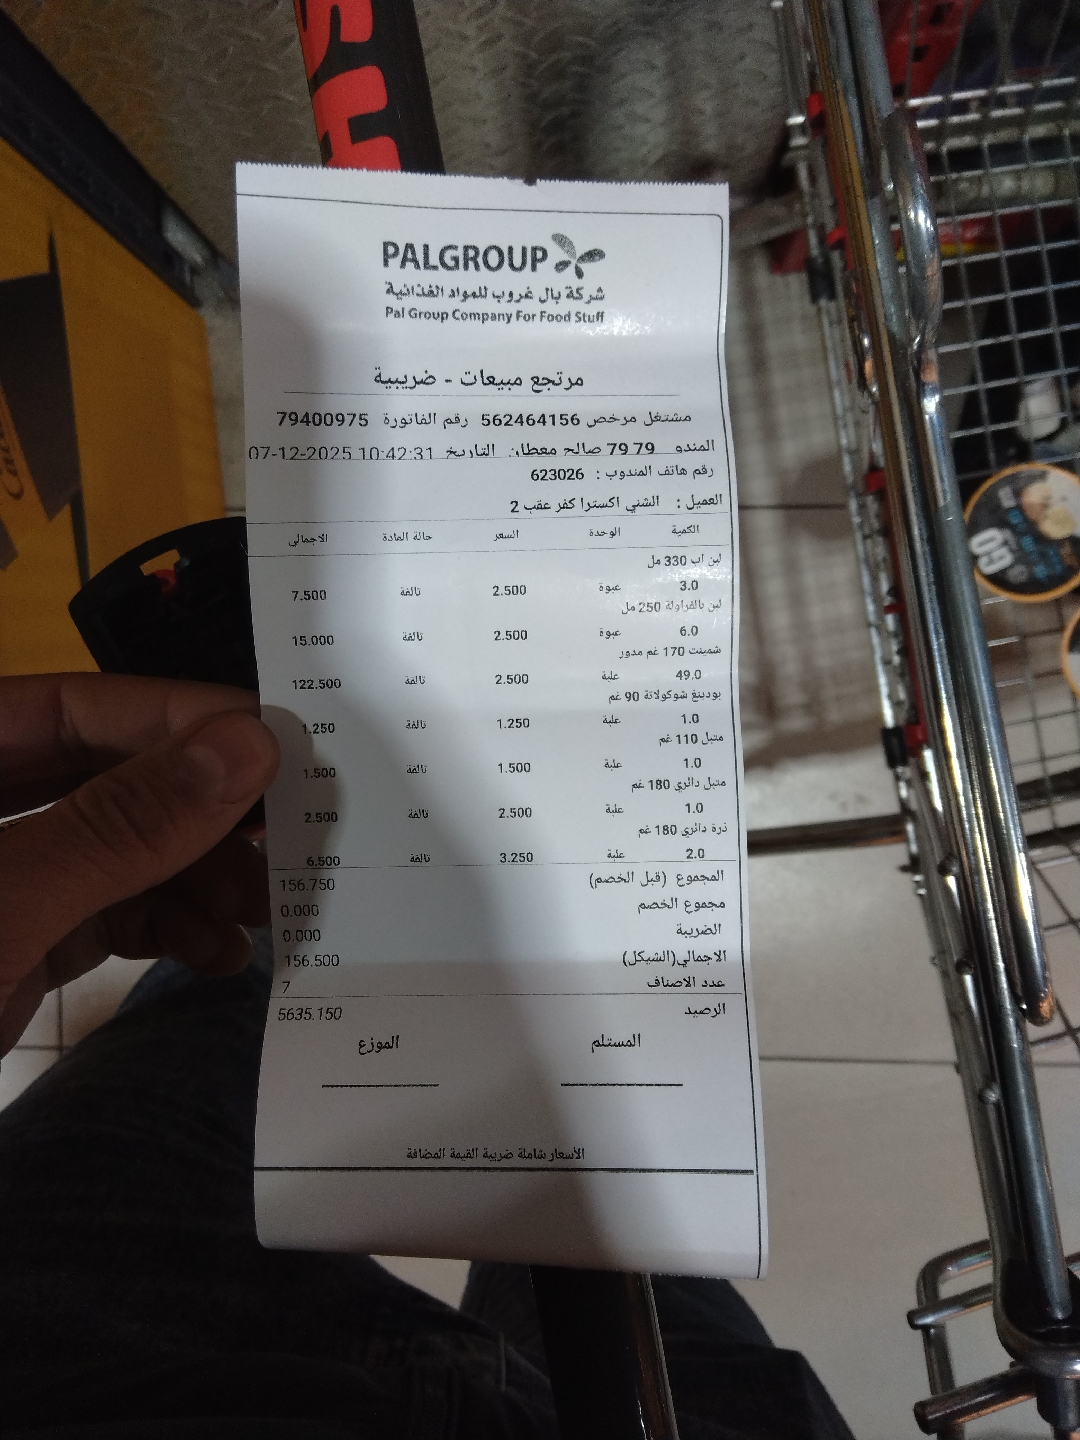 SH
PALGROUP
شركة بال غروب للمواد الغذائية
Pal Group Company For Food Stuff
مرتجع مبيعات - ضريبية
مشتغل مرخص 562464156 رقم الفاتورة 79400975
المندو 79 79 صالح معطان التاريخ 07-12-2025 10:42:31
رقم هاتف المندوب : 623026
العميل : الشني اكسترا كفر عقب 2
الكمية الوحدة السعر حالة المادة الاجمالي
لبن اب 330 مل
3.0 عبوة 2.500 تالفة 7.500
لبن بالفراولة 250 مل
6.0 عبوة 2.500 تالفة 15.000
شمينت 170 غم مدور
49.0 علبة 2.500 تالفة 122.500
بودينغ شوكولاتة 90 غم
1.0 علبة 1.250 تالفة 1.250
متبل 110 غم
1.0 علبة 1.500 تالفة 1.500
متبل دائري 180 غم
1.0 علبة 2.500 تالفة 2.500
ذرة دائري 180 غم
2.0 علبة 3.250 تالفة 6.500
المجموع (قبل الخصم) 156.750
مجموع الخصم 0.000
الضريبة 0.000
الاجمالي(الشيكل) 156.500
عدد الاصناف 7
الرصيد 5635.150
المستلم الموزع
الأسعار شاملة ضريبة القيمة المضافة
GO